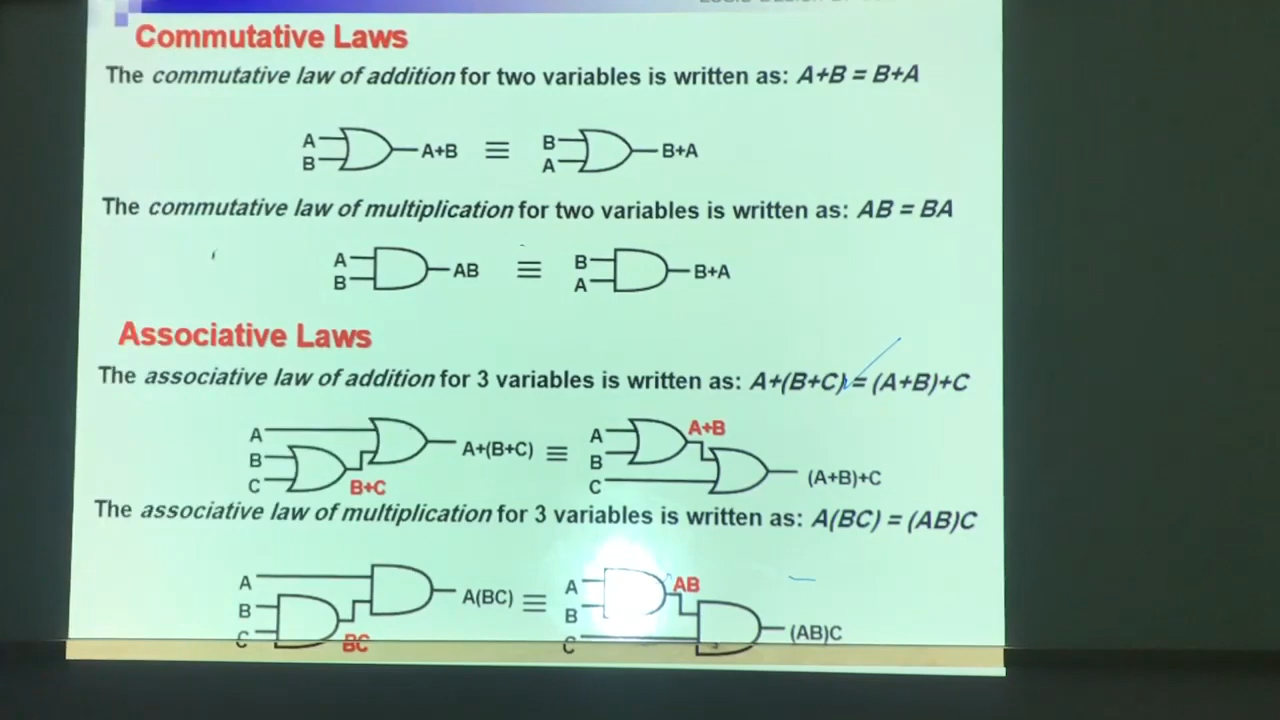 Commutative Laws
The commutative law of addition for two variables is written as: A+B = B+A
A
B
A+B
≡
B
A
B+A
The commutative law of multiplication for two variables is written as: AB = BA
A
B
AB
≡
B
A
B+A
Associative Laws
The associative law of addition for 3 variables is written as: A+(B+C) = (A+B)+C
A
B
C
B+C
A+(B+C)
≡
A
B
C
A+B
(A+B)+C
The associative law of multiplication for 3 variables is written as: A(BC) = (AB)C
A
B
C
BC
A(BC)
≡
A
B
C
AB
(AB)C